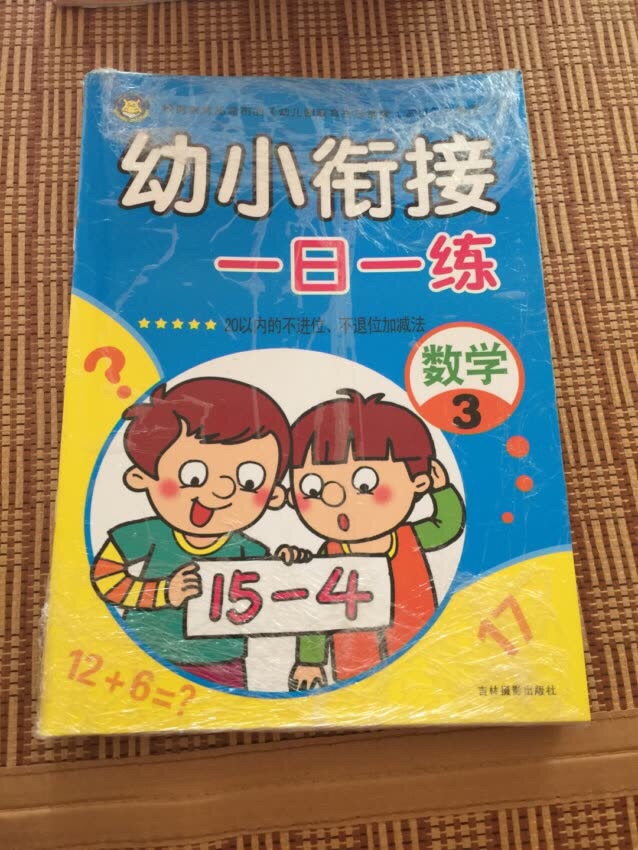 幼小衔接
一日一练
20以内的不进位、不退位加减法
数学
3
15-4
17
12+6=?
吉林摄影出版社